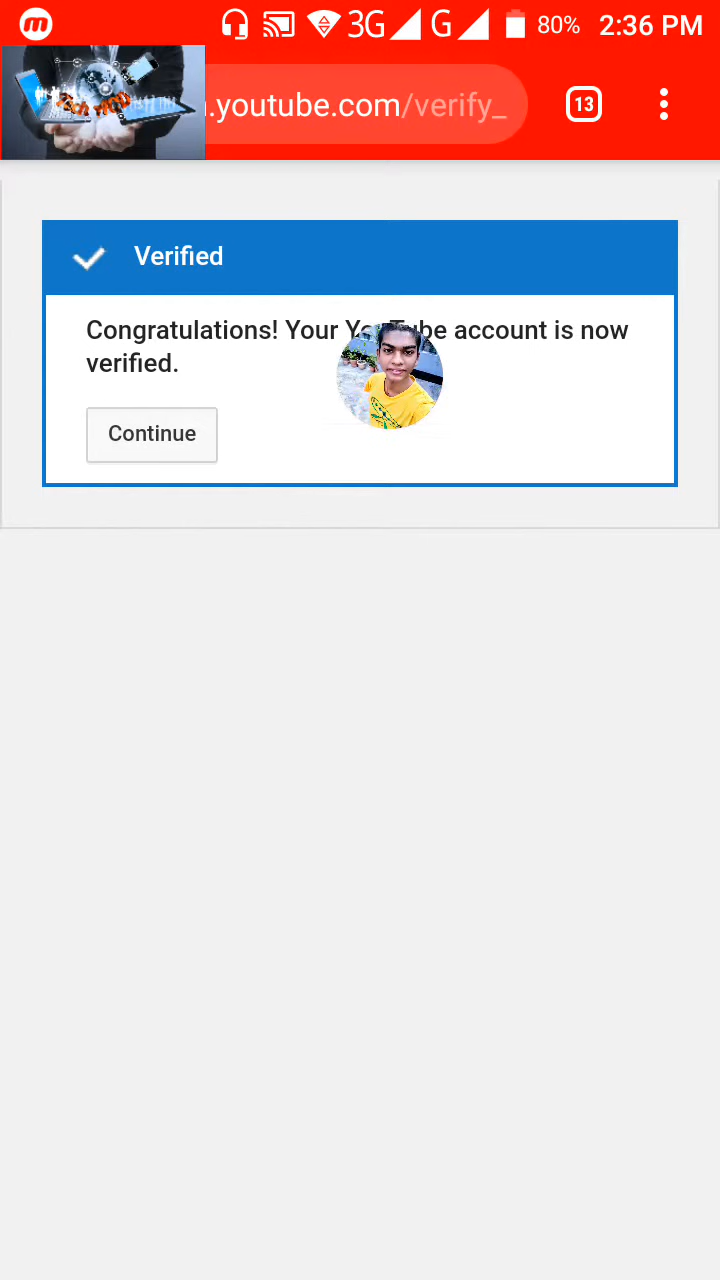 3G G 80% 2:36 PM
.youtube.com/verify_
13
Verified
Congratulations! Your YouTube account is now
verified.
Continue